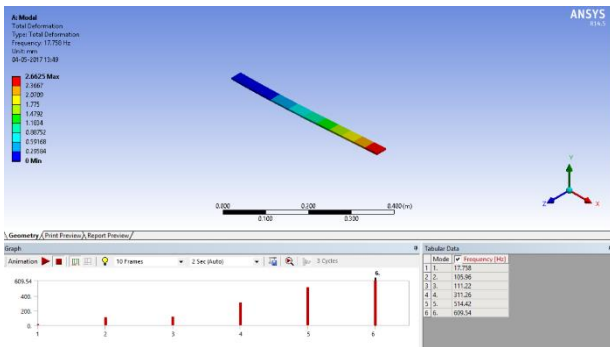 A: Modal
Total Deformation
Type: Total Deformation
Frequency: 17.758 Hz
Unit: mm
04-05-2017 13:49
2.6625 Max
2.3667
2.0709
1.775
1.4792
1.1834
0.88752
0.59168
0.29584
0 Min
ANSYS
R14.5
0.000
0.200
0.400(m)
0.100
0.300
Y
Z
X
Geometry Print Preview Report Preview
Graph
Animation 10 Frames 2 Sec (Auto) 3 Cycles
609.54
400.
200.
0.
6.
1 2 3 4 5 6
Tabular Data
Mode Frequency [Hz]
1 1. 17.758
2 2. 105.96
3 3. 111.22
4 4. 311.26
5 5. 514.42
6 6. 609.54